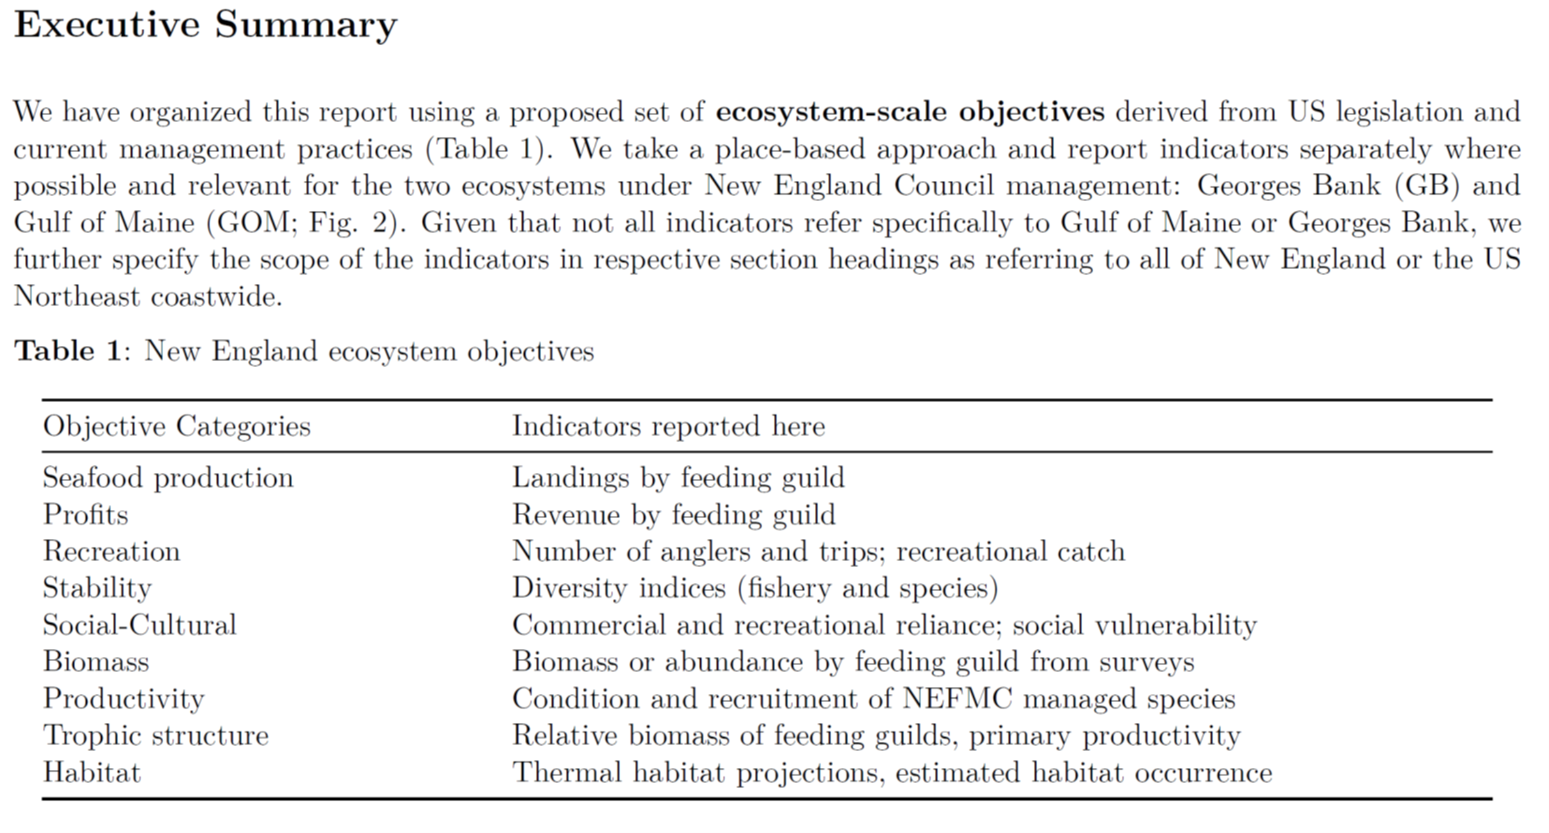 Executive Summary
We have organized this report using a proposed set of ecosystem-scale objectives derived from US legislation and
current management practices (Table 1). We take a place-based approach and report indicators separately where
possible and relevant for the two ecosystems under New England Council management: Georges Bank (GB) and
Gulf of Maine (GOM; Fig. 2). Given that not all indicators refer specifically to Gulf of Maine or Georges Bank, we
further specify the scope of the indicators in respective section headings as referring to all of New England or the US
Northeast coastwide.
Table 1: New England ecosystem objectives
Objective Categories Indicators reported here
Seafood production Landings by feeding guild
Profits Revenue by feeding guild
Recreation Number of anglers and trips; recreational catch
Stability Diversity indices (fishery and species)
Social-Cultural Commercial and recreational reliance; social vulnerability
Biomass Biomass or abundance by feeding guild from surveys
Productivity Condition and recruitment of NEFMC managed species
Trophic structure Relative biomass of feeding guilds, primary productivity
Habitat Thermal habitat projections, estimated habitat occurrence